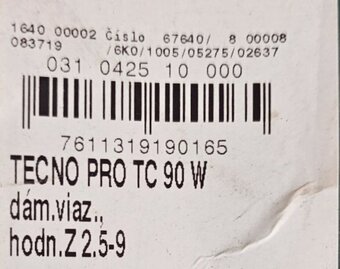 1640 00002 Číslo 67640/ 8 00008
083719 /6K0/1005/05275/02637
031 0425 10 000
7611319190165
TECNO PRO TC 90 W
dám.viaz.,
hodn.Z 2.5-9